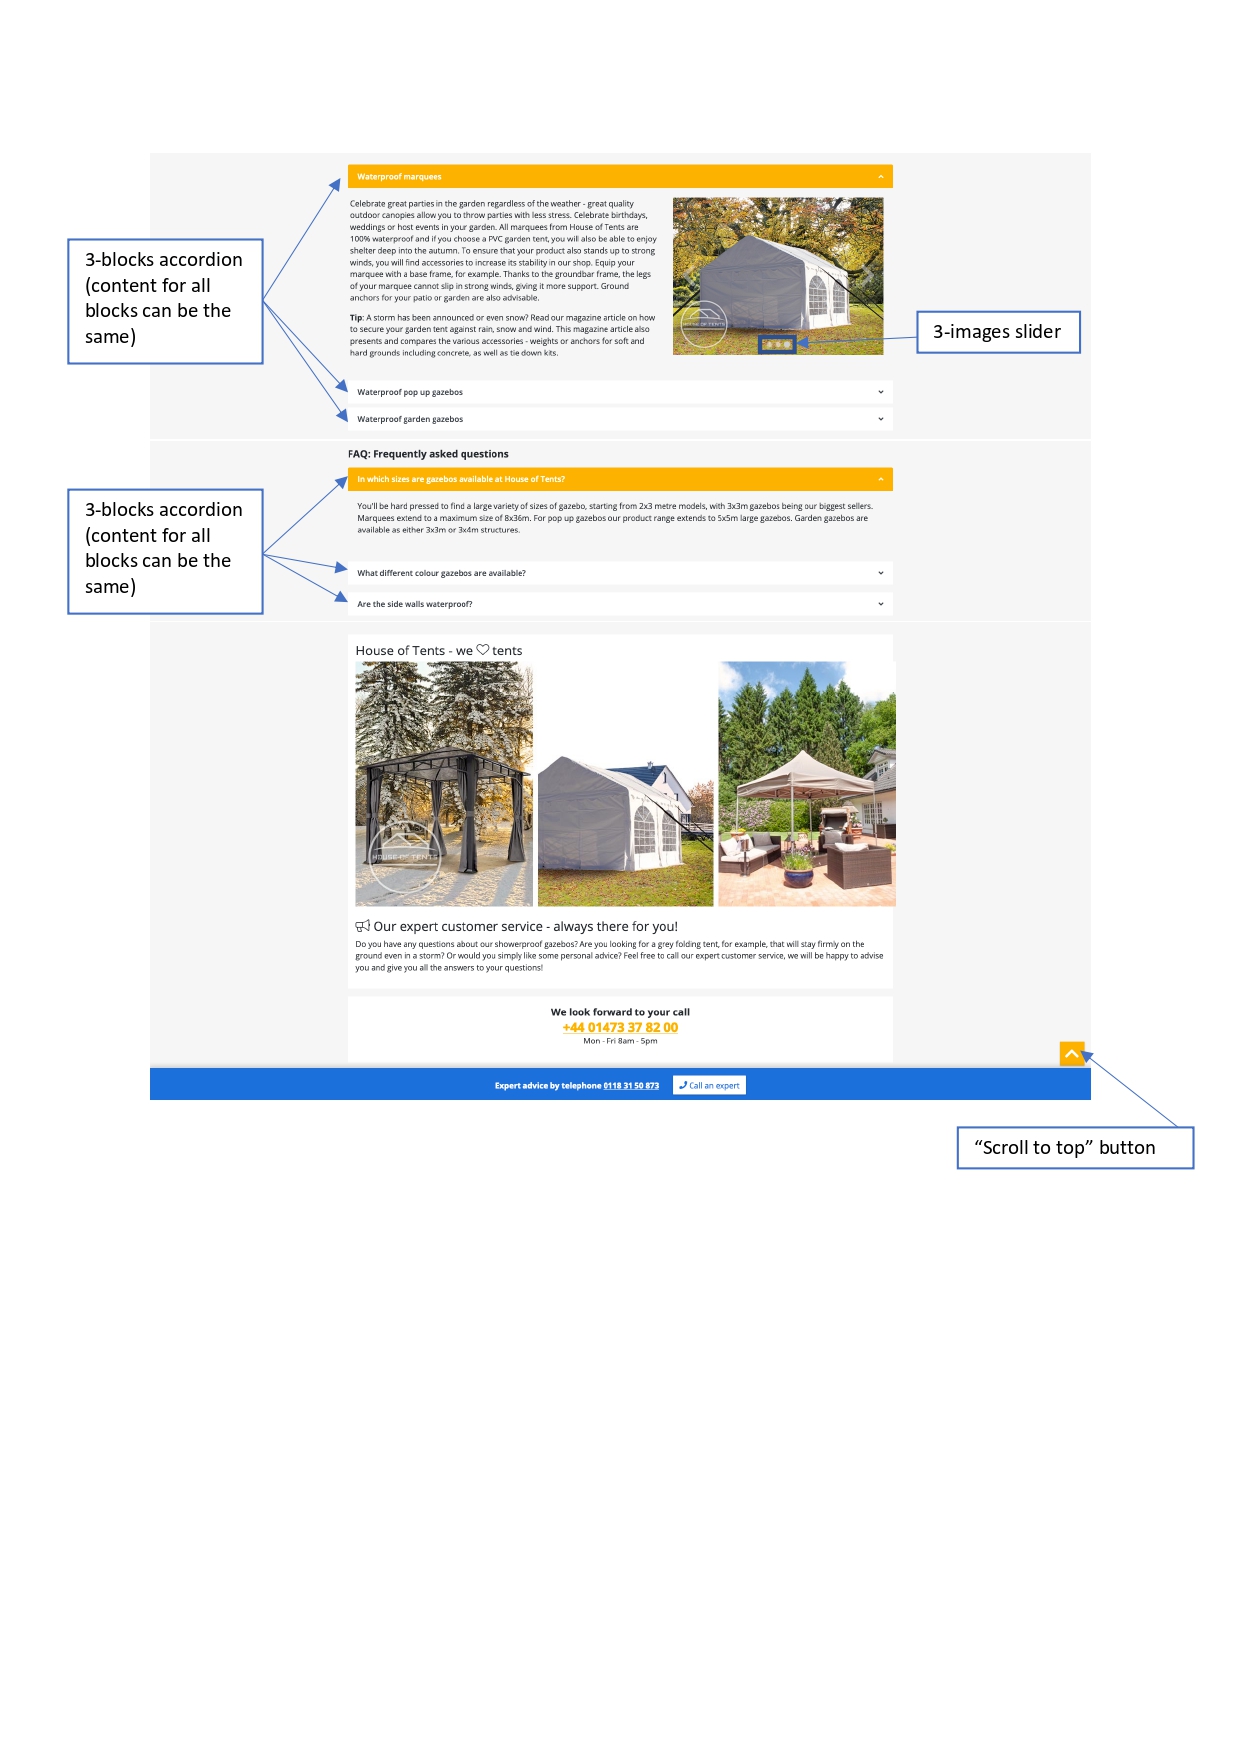 Waterproof marquees
Celebrate great parties in the garden regardless of the weather - great quality
outdoor canopies allow you to throw parties with less stress. Celebrate birthdays,
weddings or host events in your garden. All marquees from House of Tents are
100% waterproof and if you choose a PVC garden tent, you will also be able to enjoy
shelter deep into the autumn. To ensure that your product also stands up to strong
winds, you will find accessories to increase its stability in our shop. Equip your
marquee with a base frame, for example. Thanks to the groundbar frame, the legs
of your marquee cannot slip in strong winds, giving it more support. Ground
anchors for your patio or garden are also advisable.
Tip: A storm has been announced or even snow? Read our magazine article on how
to secure your garden tent against rain, snow and wind. This magazine article also
presents and compares the various accessories - weights or anchors for soft and
hard grounds including concrete, as well as tie down kits.
HOUSE OF TENTS
3-blocks accordion
(content for all
blocks can be the
same)
3-images slider
Waterproof pop up gazebos
Waterproof garden gazebos
FAQ: Frequently asked questions
In which sizes are gazebos available at House of Tents?
You'll be hard pressed to find a large variety of sizes of gazebo, starting from 2x3 metre models, with 3x3m gazebos being our biggest sellers.
Marquees extend to a maximum size of 8x36m. For pop up gazebos our product range extends to 5x5m large gazebos. Garden gazebos are
available as either 3x3m or 3x4m structures.
3-blocks accordion
(content for all
blocks can be the
same)
What different colour gazebos are available?
Are the side walls waterproof?
House of Tents - we ♡ tents
HOUSE OF TENTS
Our expert customer service - always there for you!
Do you have any questions about our showerproof gazebos? Are you looking for a grey folding tent, for example, that will stay firmly on the
ground even in a storm? Or would you simply like some personal advice? Feel free to call our expert customer service, we will be happy to advise
you and give you all the answers to your questions!
We look forward to your call
+44 01473 37 82 00
Mon - Fri 8am - 5pm
Expert advice by telephone 0118 31 50 873
Call an expert
“Scroll to top” button